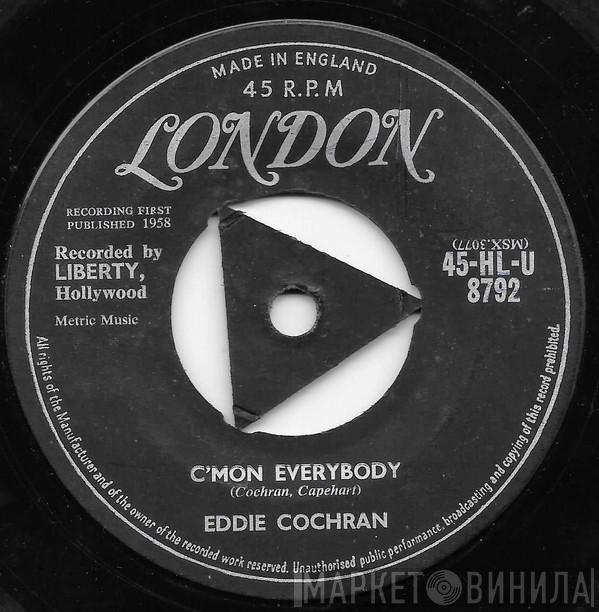 MADE IN ENGLAND
45 R.P.M
LONDON
RECORDING FIRST
PUBLISHED 1958
Recorded by
LIBERTY,
Hollywood
Metric Music
(MSX.3077)
45-HL-U
8792
C'MON EVERYBODY
(Cochran, Capehart)
EDDIE COCHRAN
All rights of the Manufacturer and of the owner of the recorded work reserved. Unauthorised public performance, broadcasting and copying of this record prohibited.
МАРКЕТ ВИНИЛА